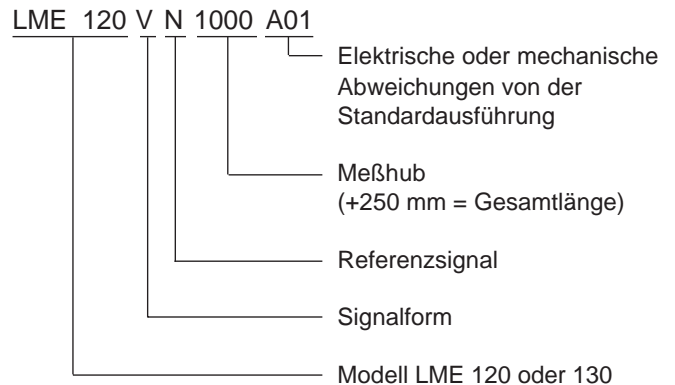 LME 120 V N 1000 A01
Elektrische oder mechanische
Abweichungen von der
Standardausführung
Meßhub
(+250 mm = Gesamtlänge)
Referenzsignal
Signalform
Modell LME 120 oder 130